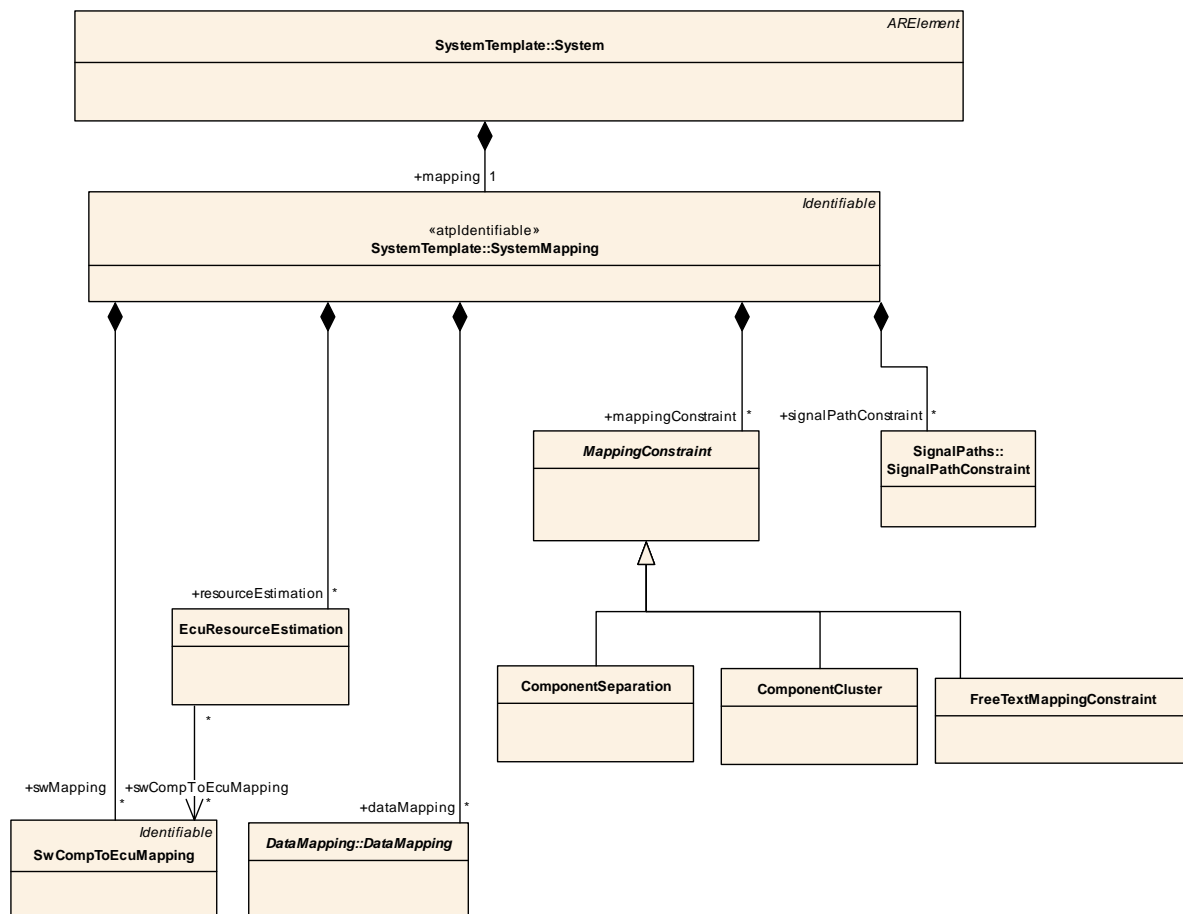 ARElement
SystemTemplate::System
+mapping 1
Identifiable
«atpIdentifiable»
SystemTemplate::SystemMapping
+mappingConstraint *
+signalPathConstraint *
MappingConstraint
SignalPaths::
SignalPathConstraint
+resourceEstimation *
EcuResourceEstimation
ComponentSeparation
ComponentCluster
FreeTextMappingConstraint
*
+swMapping
*
+swCompToEcuMapping
*
+dataMapping *
Identifiable
SwCompToEcuMapping
DataMapping::DataMapping